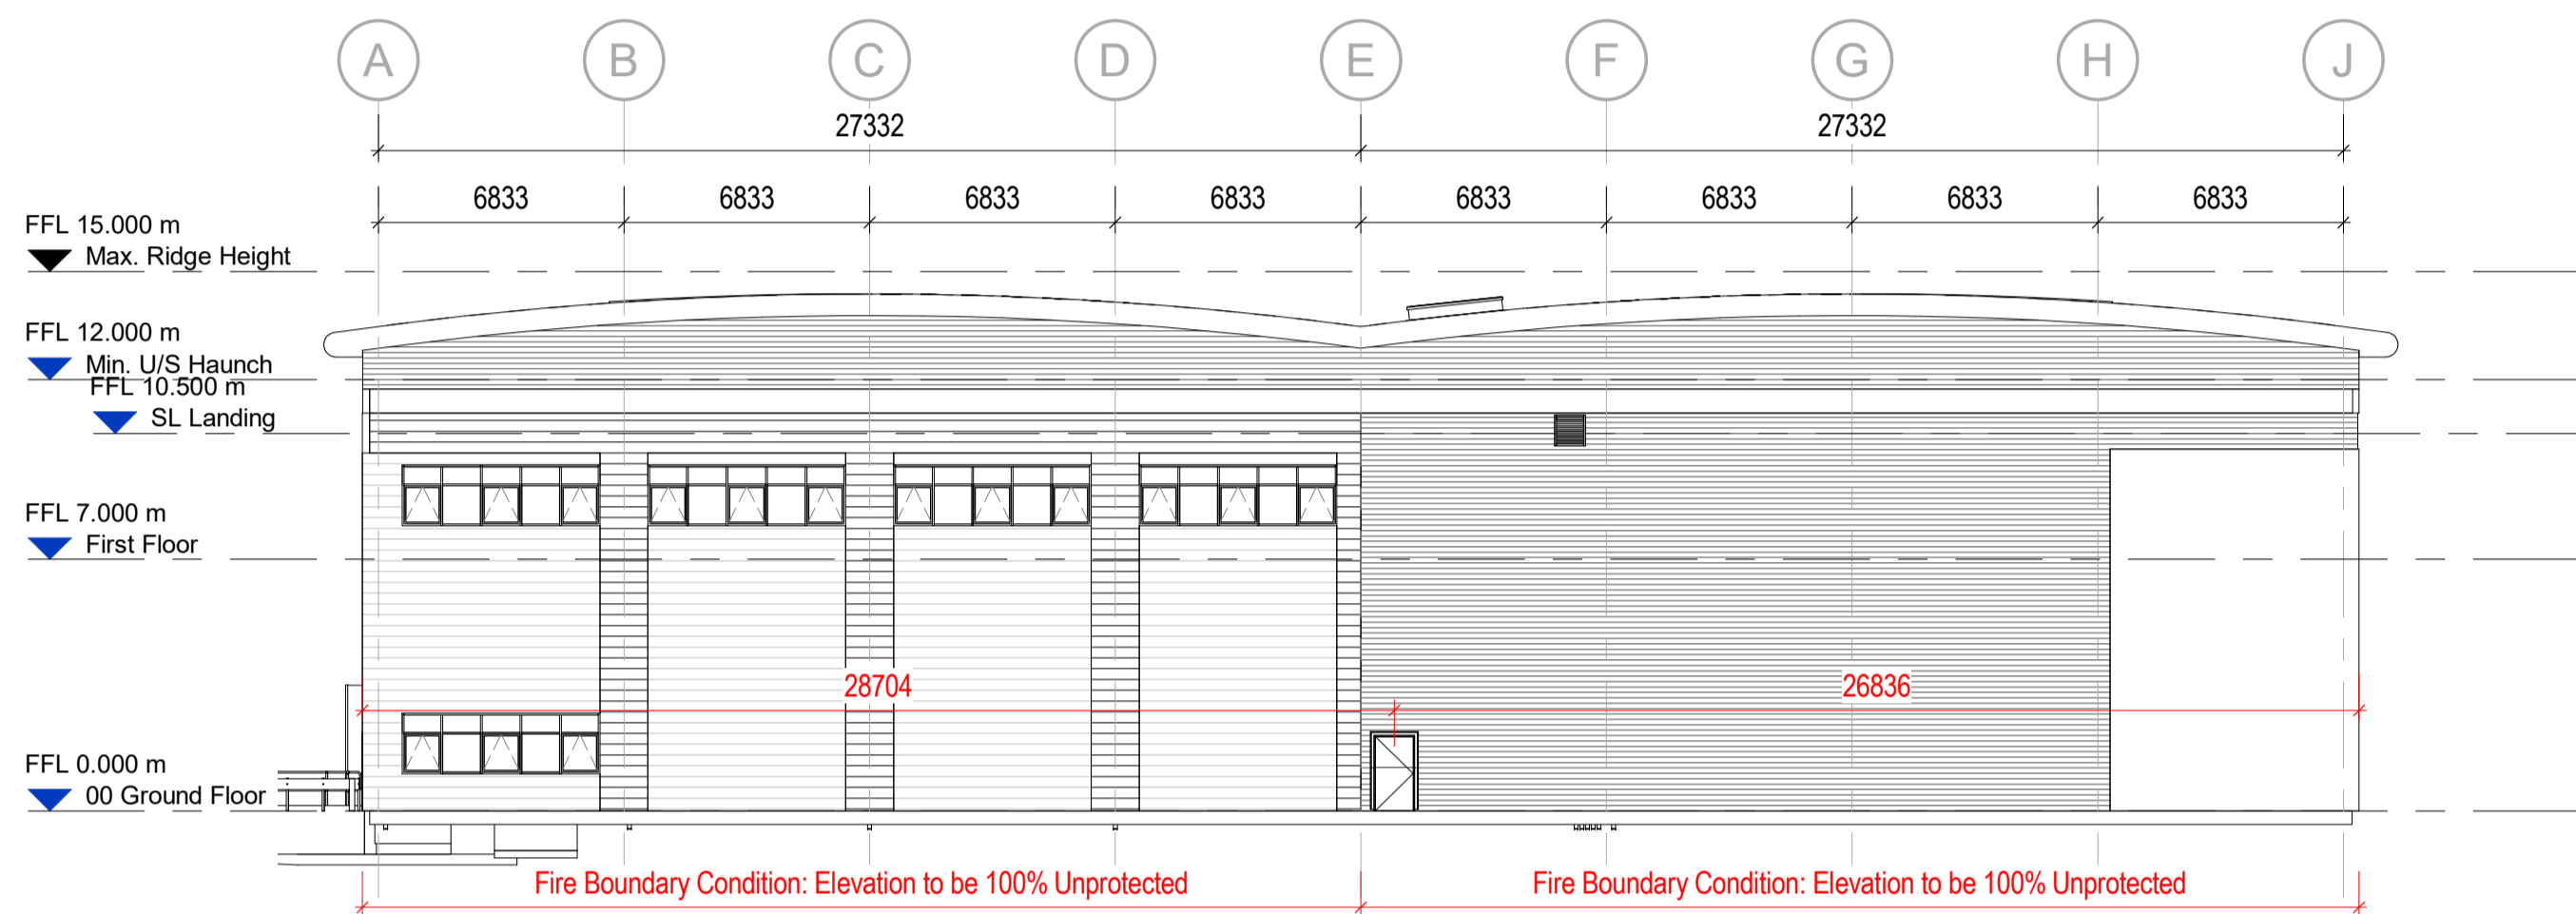 A B C D E F G H J
27332 27332
6833 6833 6833 6833 6833 6833 6833 6833
FFL 15.000 m
Max. Ridge Height
FFL 12.000 m
Min. U/S Haunch
FFL 10.500 m
SL Landing
FFL 7.000 m
First Floor
28704 26836
FFL 0.000 m
00 Ground Floor
Fire Boundary Condition: Elevation to be 100% Unprotected Fire Boundary Condition: Elevation to be 100% Unprotected